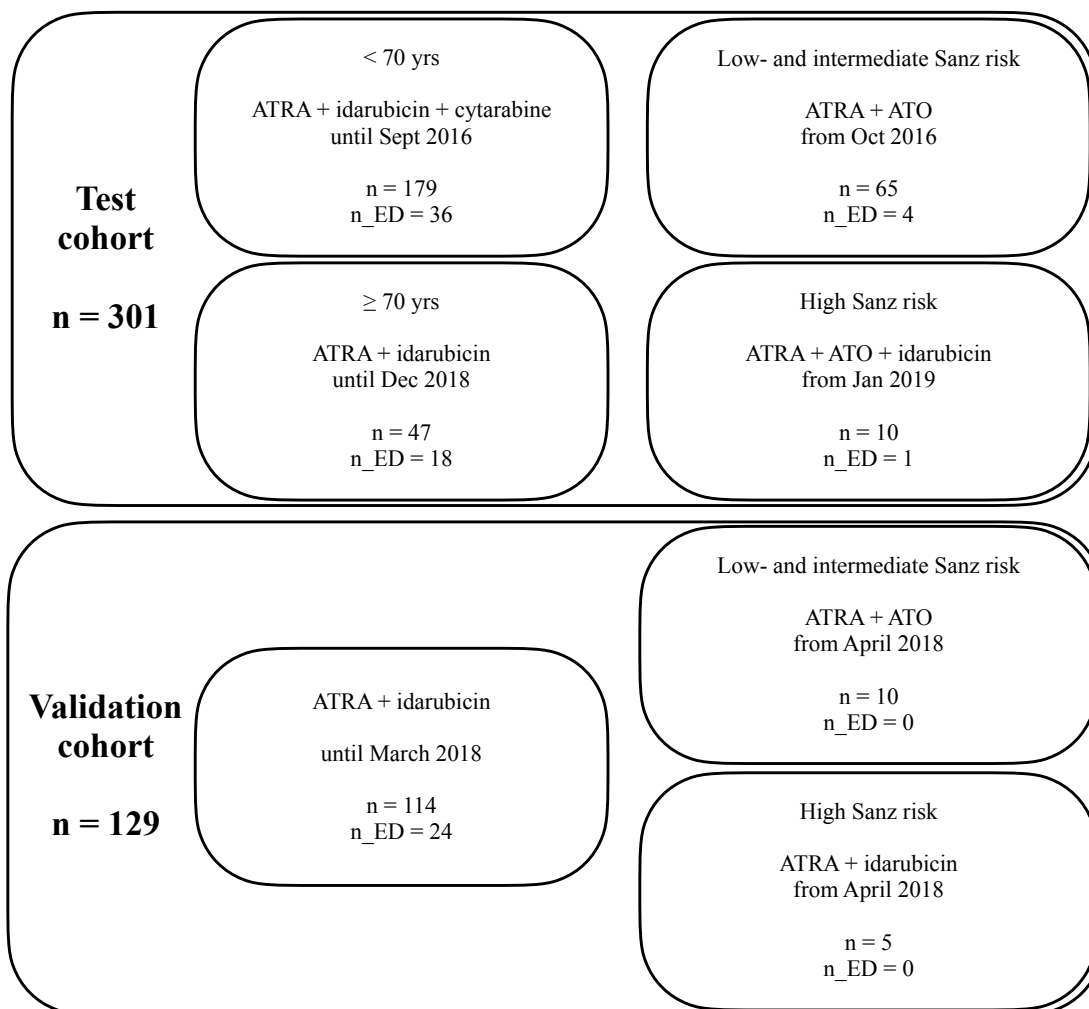 Test
cohort
n = 301
< 70 yrs
ATRA + idarubicin + cytarabine
until Sept 2016
n = 179
n_ED = 36
Low- and intermediate Sanz risk
ATRA + ATO
from Oct 2016
n = 65
n_ED = 4
≥ 70 yrs
ATRA + idarubicin
until Dec 2018
n = 47
n_ED = 18
High Sanz risk
ATRA + ATO + idarubicin
from Jan 2019
n = 10
n_ED = 1
Validation
cohort
n = 129
ATRA + idarubicin
until March 2018
n = 114
n_ED = 24
Low- and intermediate Sanz risk
ATRA + ATO
from April 2018
n = 10
n_ED = 0
High Sanz risk
ATRA + idarubicin
from April 2018
n = 5
n_ED = 0